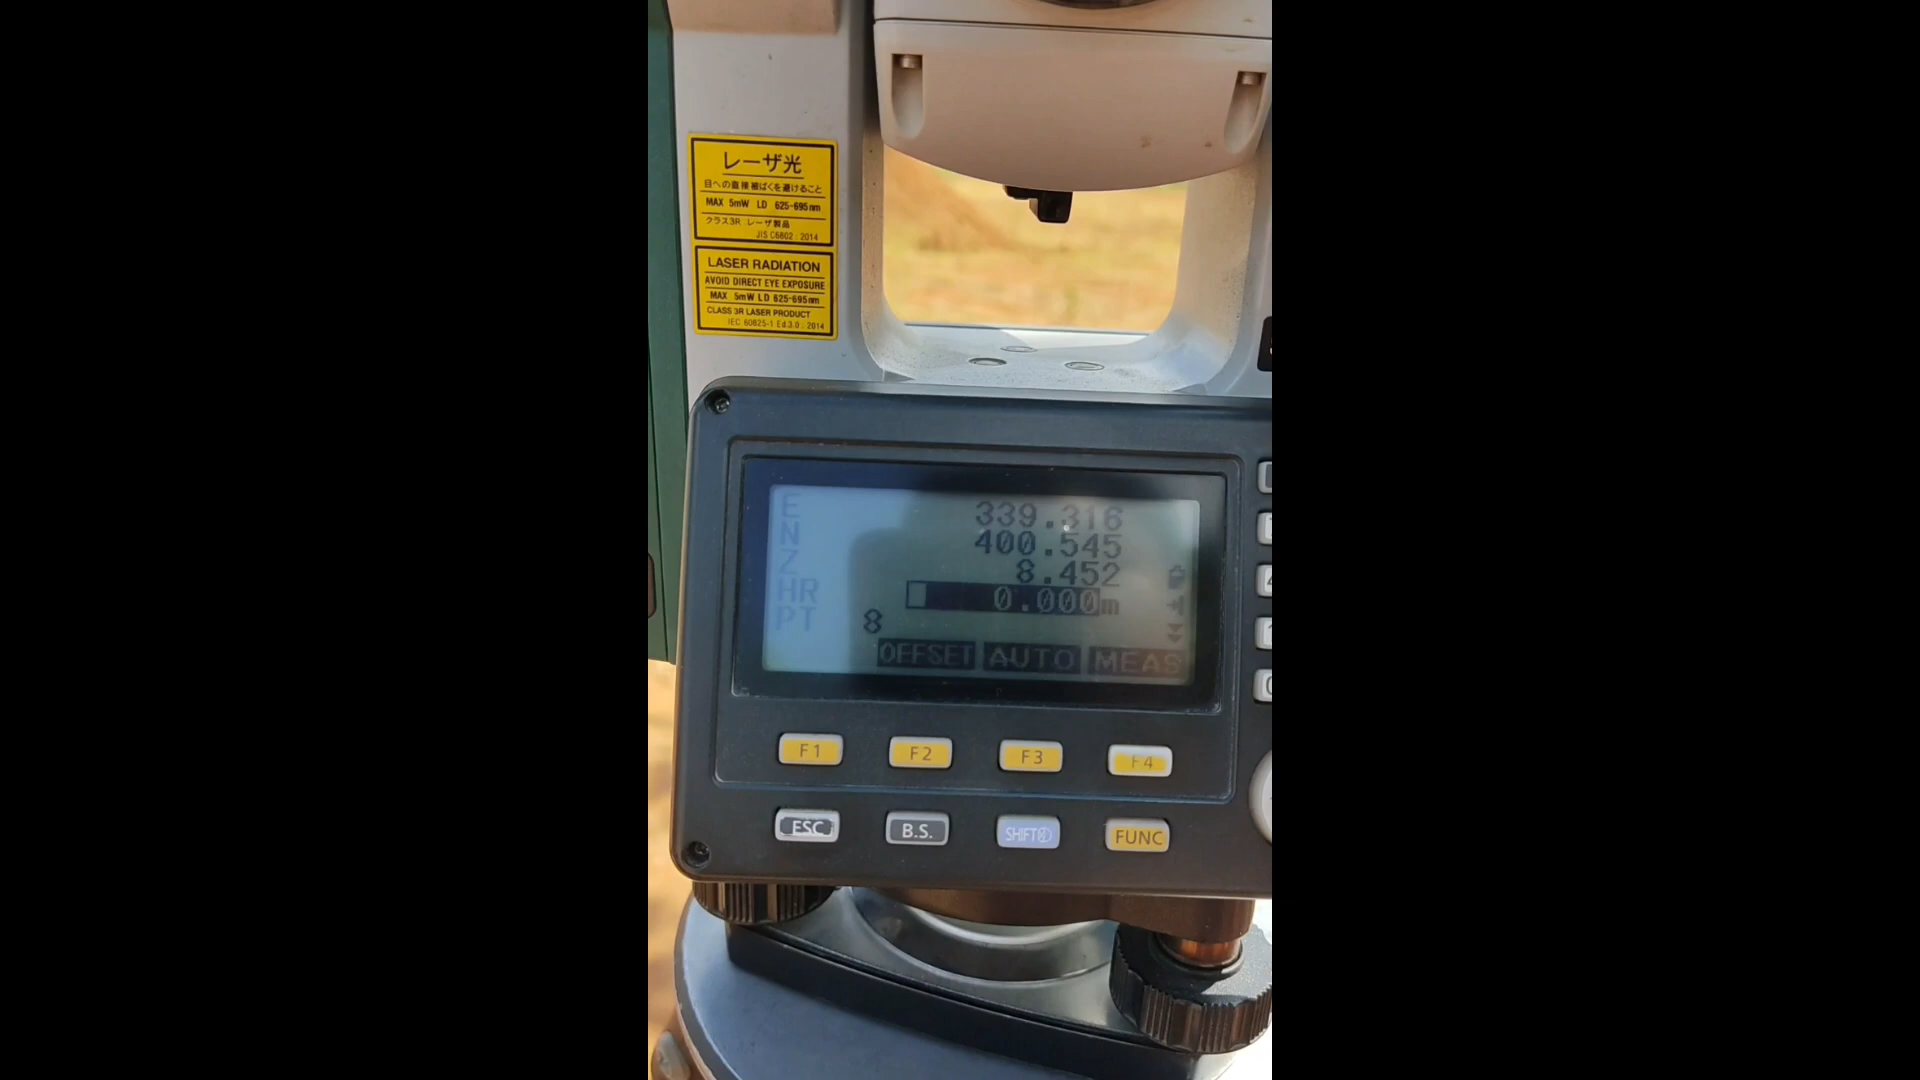 レーザ光
目への直接被ばくを避けること
MAX 5mW LD 625-695nm
クラス3R レーザ製品
JIS C6802 : 2014
LASER RADIATION
AVOID DIRECT EYE EXPOSURE
MAX 5mW LD 625-695nm
CLASS 3R LASER PRODUCT
IEC 60825-1 Ed.3.0 : 2014
E 339.316
N 400.545
Z 8.452
HR 0.000m
PT 8
OFFSET AUTO MEAS
F1 F2 F3 F4
ESC B.S. SHIFT FUNC